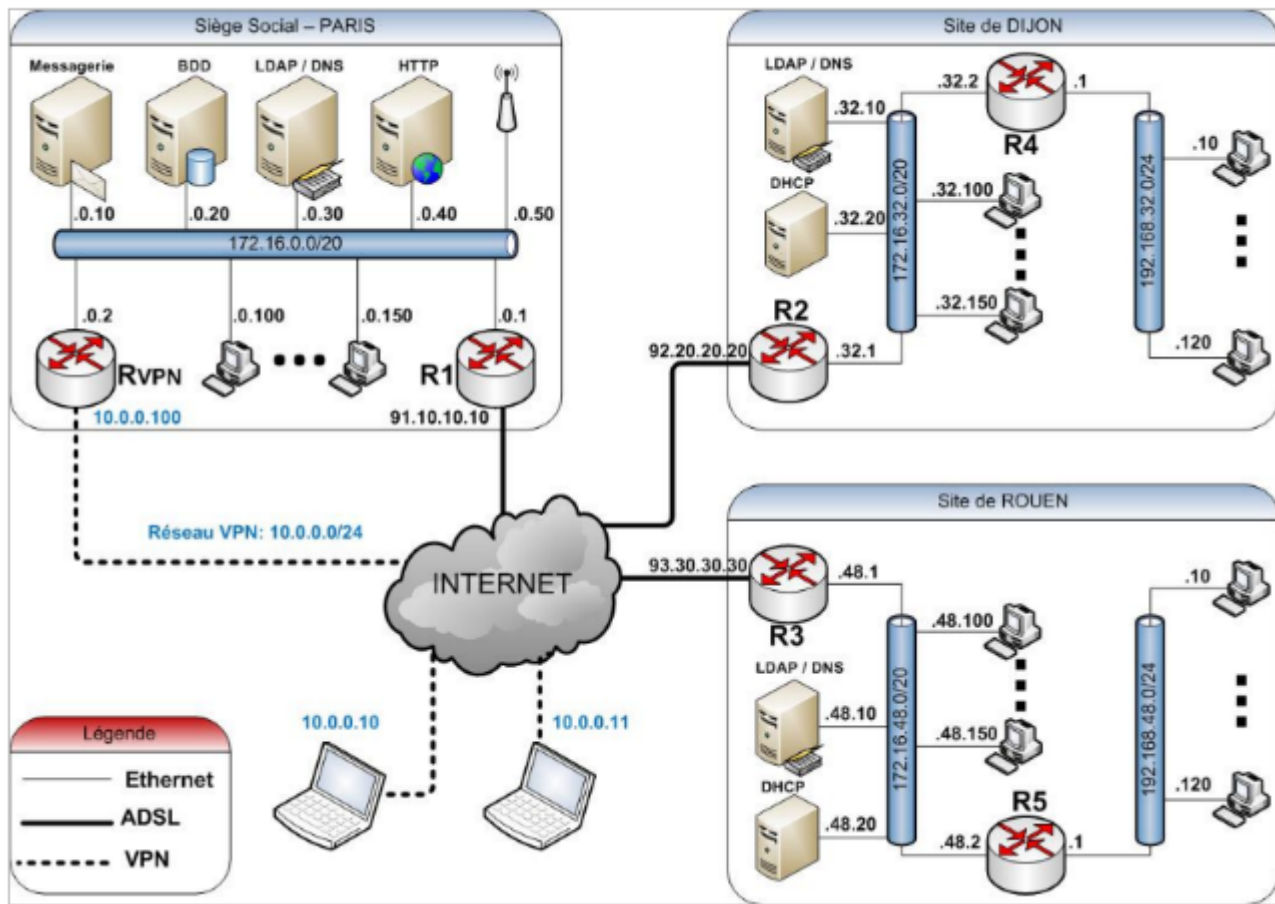 Siège Social – PARIS
Messagerie
BDD
LDAP / DNS
HTTP
.0.10
.0.20
.0.30
.0.40
.0.50
172.16.0.0/20
.0.2
.0.100
.0.150
.0.1
RVPN
R1
10.0.0.100
91.10.10.10
Site de DIJON
LDAP / DNS
.32.10
DHCP
.32.20
R2
92.20.20.20
.32.1
172.16.32.0/20
.32.2
R4
.1
.32.100
.32.150
192.168.32.0/24
.10
.120
Réseau VPN: 10.0.0.0/24
INTERNET
10.0.0.10
10.0.0.11
Site de ROUEN
93.30.30.30
R3
.48.1
LDAP / DNS
.48.10
DHCP
.48.20
172.16.48.0/20
.48.100
.48.150
.48.2
R5
.1
192.168.48.0/24
.10
.120
Légende
Ethernet
ADSL
VPN